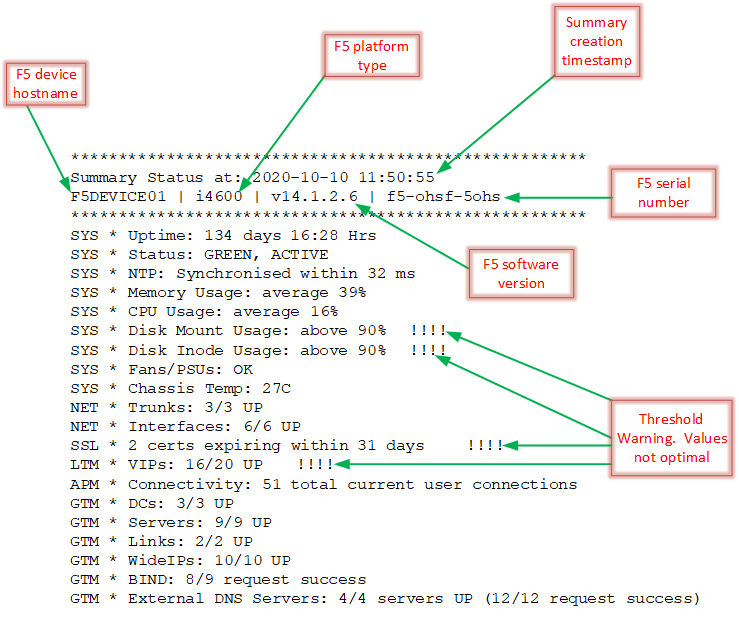 Summary
creation
timestamp
F5 platform
type
F5 device
hostname
******************************************************
Summary Status at: 2020-10-10 11:50:55
F5DEVICE01 | i4600 | v14.1.2.6 | f5-ohsf-5ohs
******************************************************
F5 serial
number
F5 software
version
SYS * Uptime: 134 days 16:28 Hrs
SYS * Status: GREEN, ACTIVE
SYS * NTP: Synchronised within 32 ms
SYS * Memory Usage: average 39%
SYS * CPU Usage: average 16%
SYS * Disk Mount Usage: above 90% !!!!
SYS * Disk Inode Usage: above 90% !!!!
SYS * Fans/PSUs: OK
SYS * Chassis Temp: 27C
NET * Trunks: 3/3 UP
NET * Interfaces: 6/6 UP
SSL * 2 certs expiring within 31 days !!!!
LTM * VIPs: 16/20 UP !!!!
APM * Connectivity: 51 total current user connections
GTM * DCs: 3/3 UP
GTM * Servers: 9/9 UP
GTM * Links: 2/2 UP
GTM * WideIPs: 10/10 UP
GTM * BIND: 8/9 request success
GTM * External DNS Servers: 4/4 servers UP (12/12 request success)
Threshold
Warning. Values
not optimal